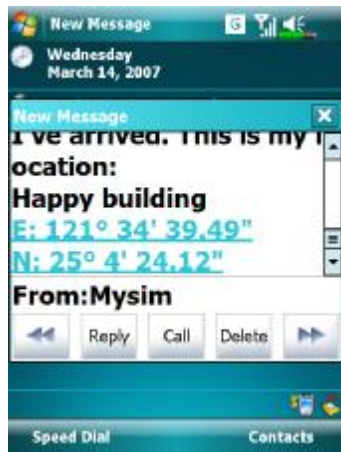 New Message
G
Wednesday
March 14, 2007
New Message
I've arrived. This is my l
ocation:
Happy building
E: 121° 34' 39.49"
N: 25° 4' 24.12"
From:Mysim
Reply Call Delete
Speed Dial Contacts